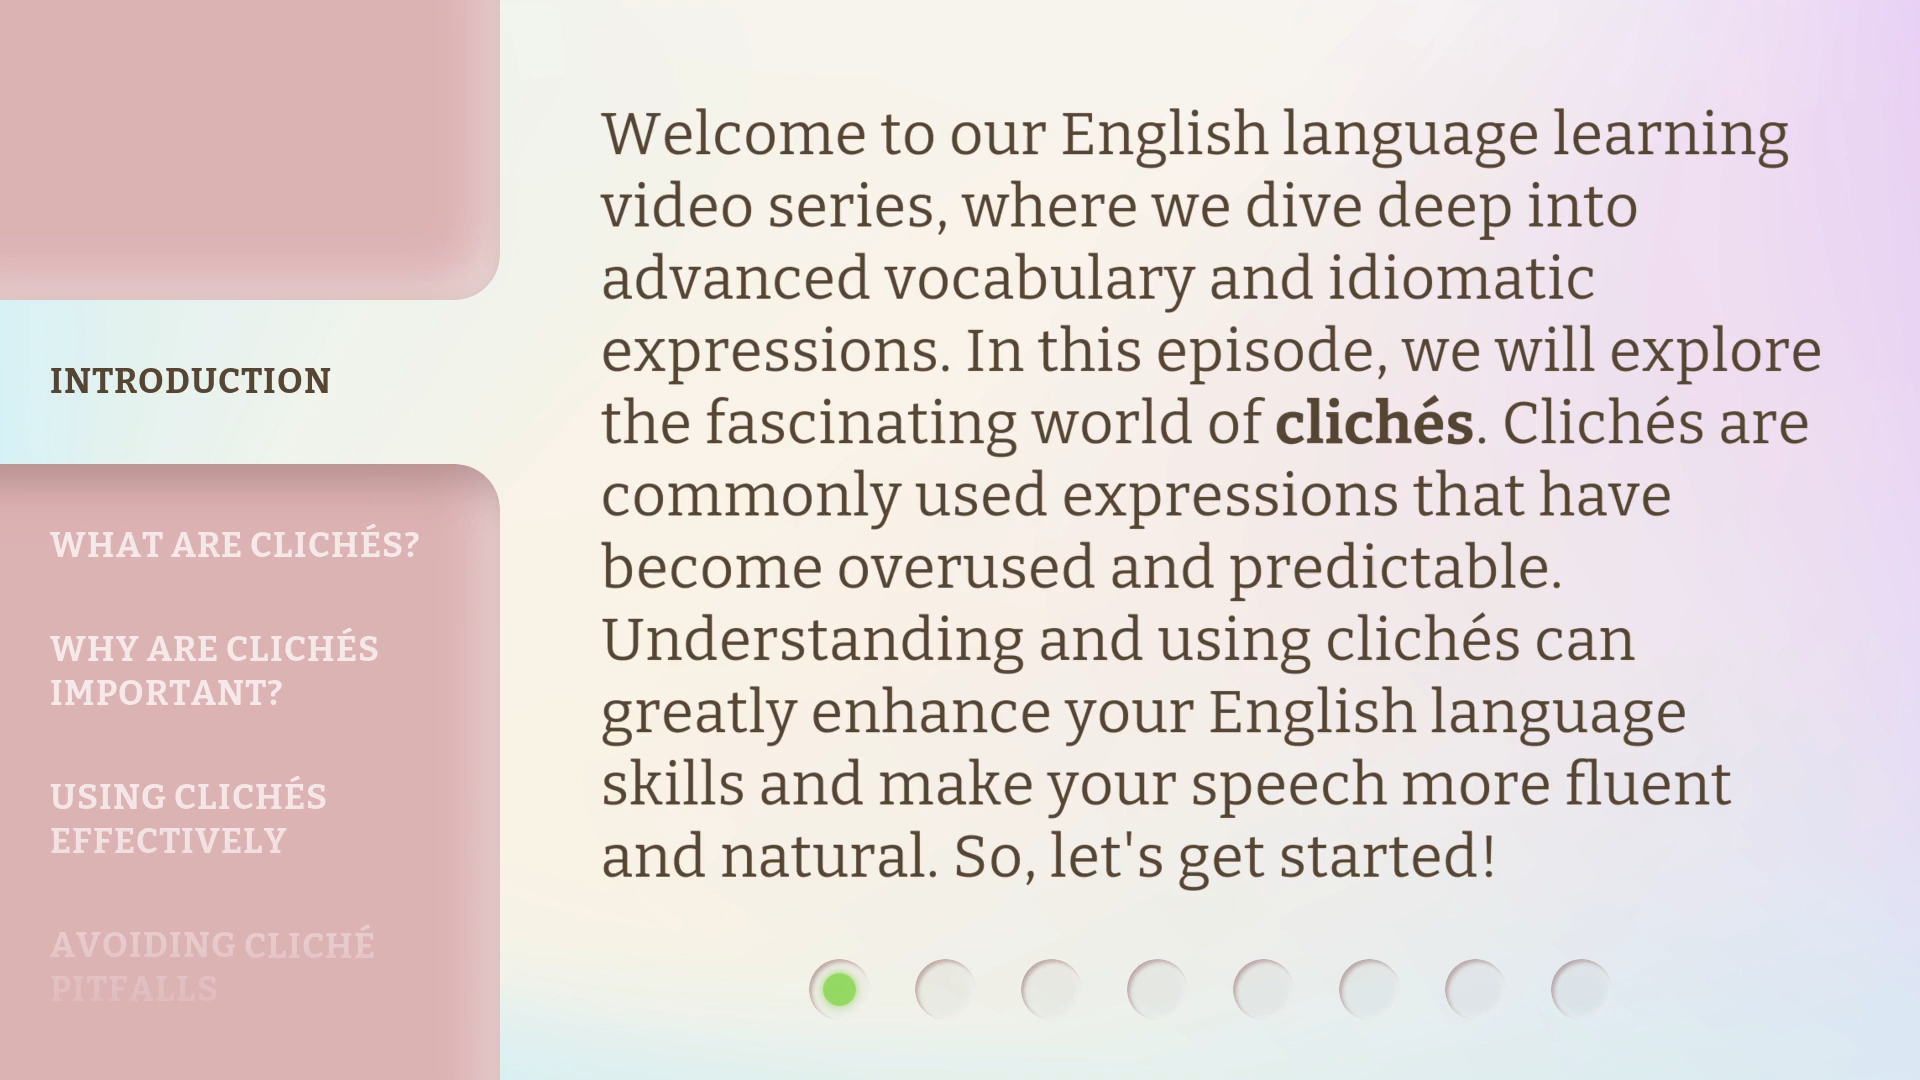 INTRODUCTION
WHAT ARE CLICHÉS?
WHY ARE CLICHÉS
IMPORTANT?
USING CLICHÉS
EFFECTIVELY
AVOIDING CLICHÉ
PITFALLS
Welcome to our English language learning
video series, where we dive deep into
advanced vocabulary and idiomatic
expressions. In this episode, we will explore
the fascinating world of clichés. Clichés are
commonly used expressions that have
become overused and predictable.
Understanding and using clichés can
greatly enhance your English language
skills and make your speech more fluent
and natural. So, let's get started!